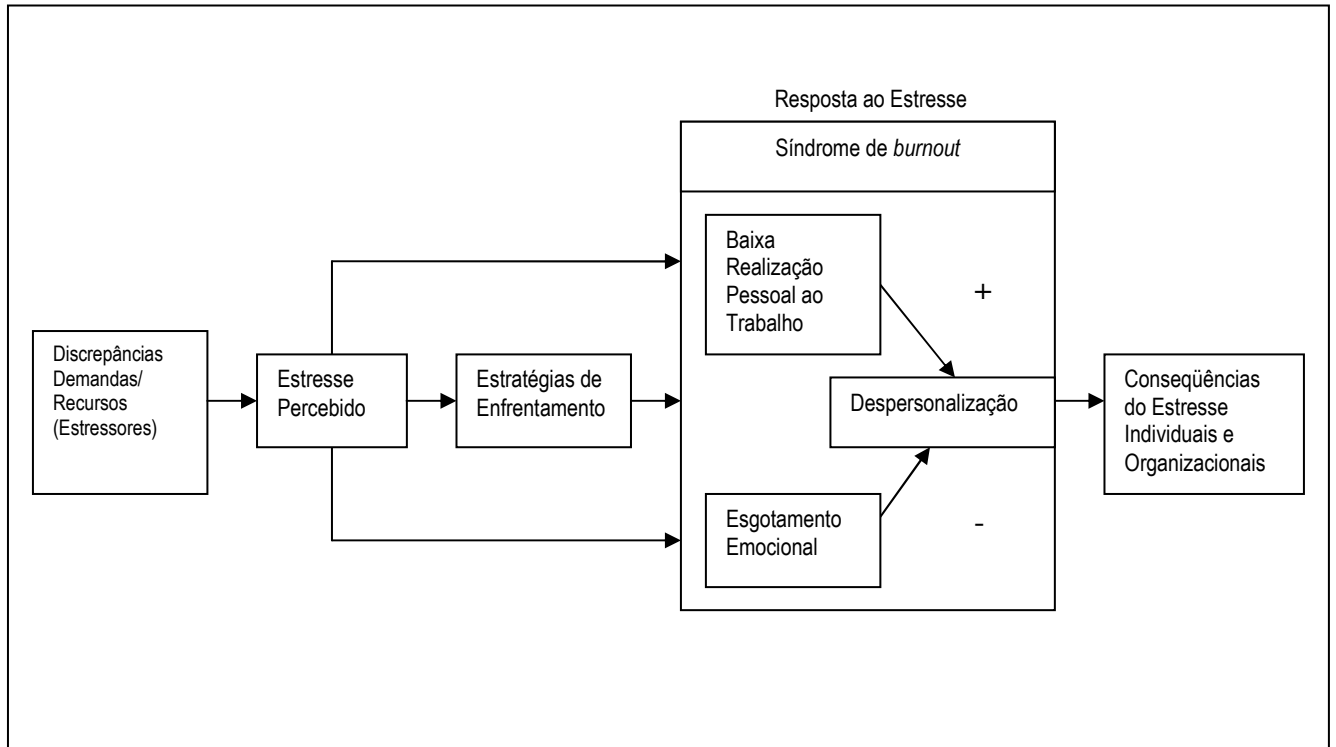 Resposta ao Estresse
Síndrome de burnout
Baixa
Realização
Pessoal ao
Trabalho
+
Discrepâncias
Demandas/
Recursos
(Estressores)
Estresse
Percebido
Estratégias de
Enfrentamento
Despersonalização
Conseqüências
do Estresse
Individuais e
Organizacionais
Esgotamento
Emocional
-